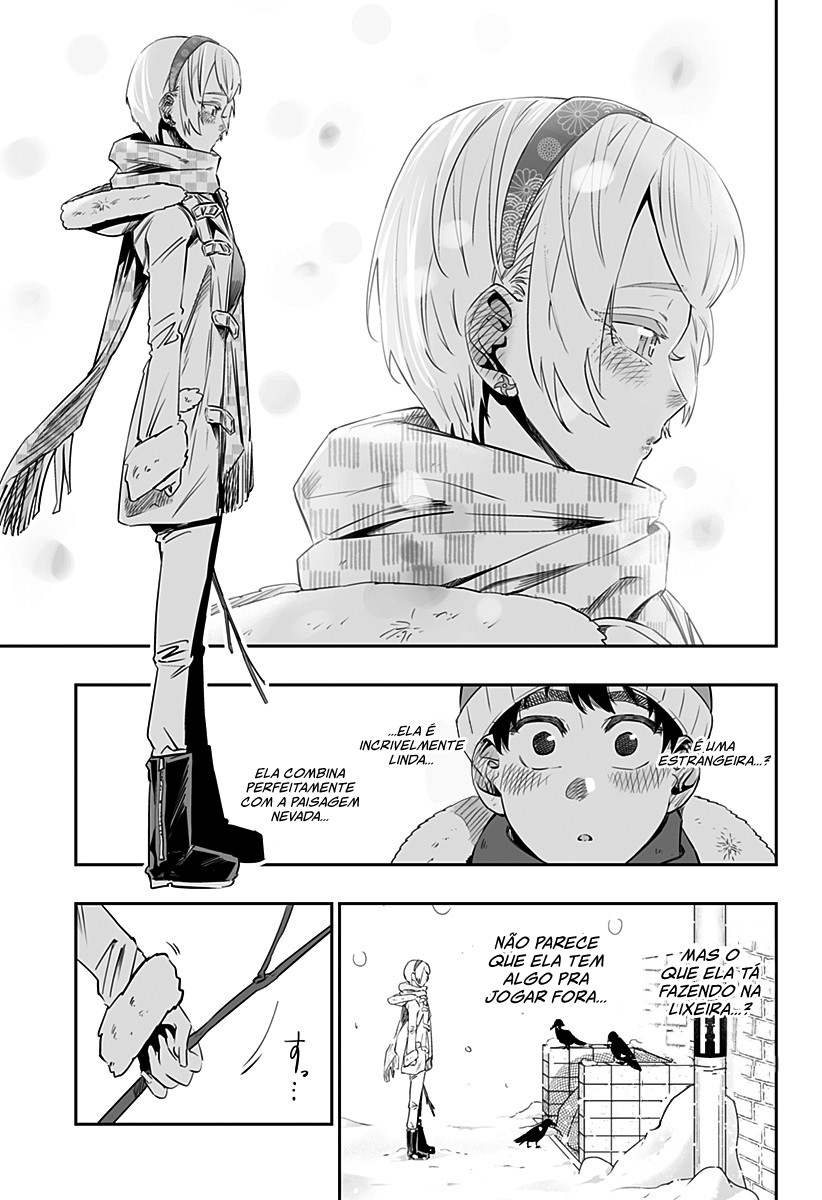 É UMA
ESTRANGEIRA...?
...ELA É
INCRIVELMENTE
LINDA...
ELA COMBINA
PERFEITAMENTE
COM A PAISAGEM
NEVADA...
MAS O
QUE ELA TÁ
FAZENDO NA
LIXEIRA...?
NÃO PARECE
QUE ELA TEM
ALGO PRA
JOGAR FORA...
すっ…